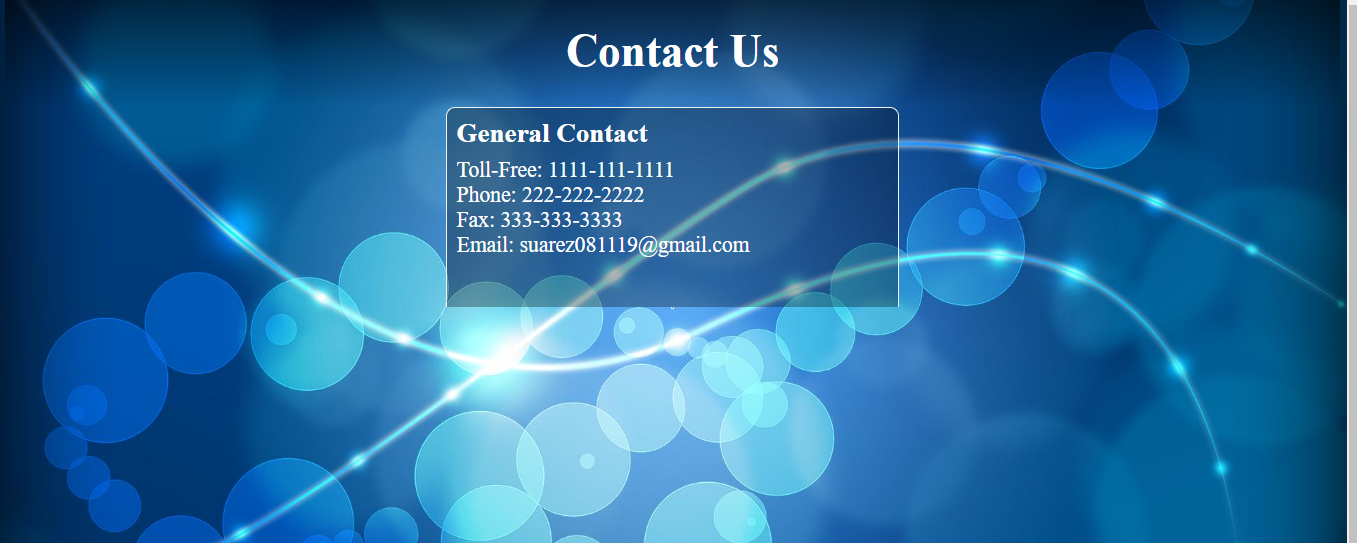 Contact Us
General Contact
Toll-Free: 1111-111-1111
Phone: 222-222-2222
Fax: 333-333-3333
Email: suarez081119@gmail.com